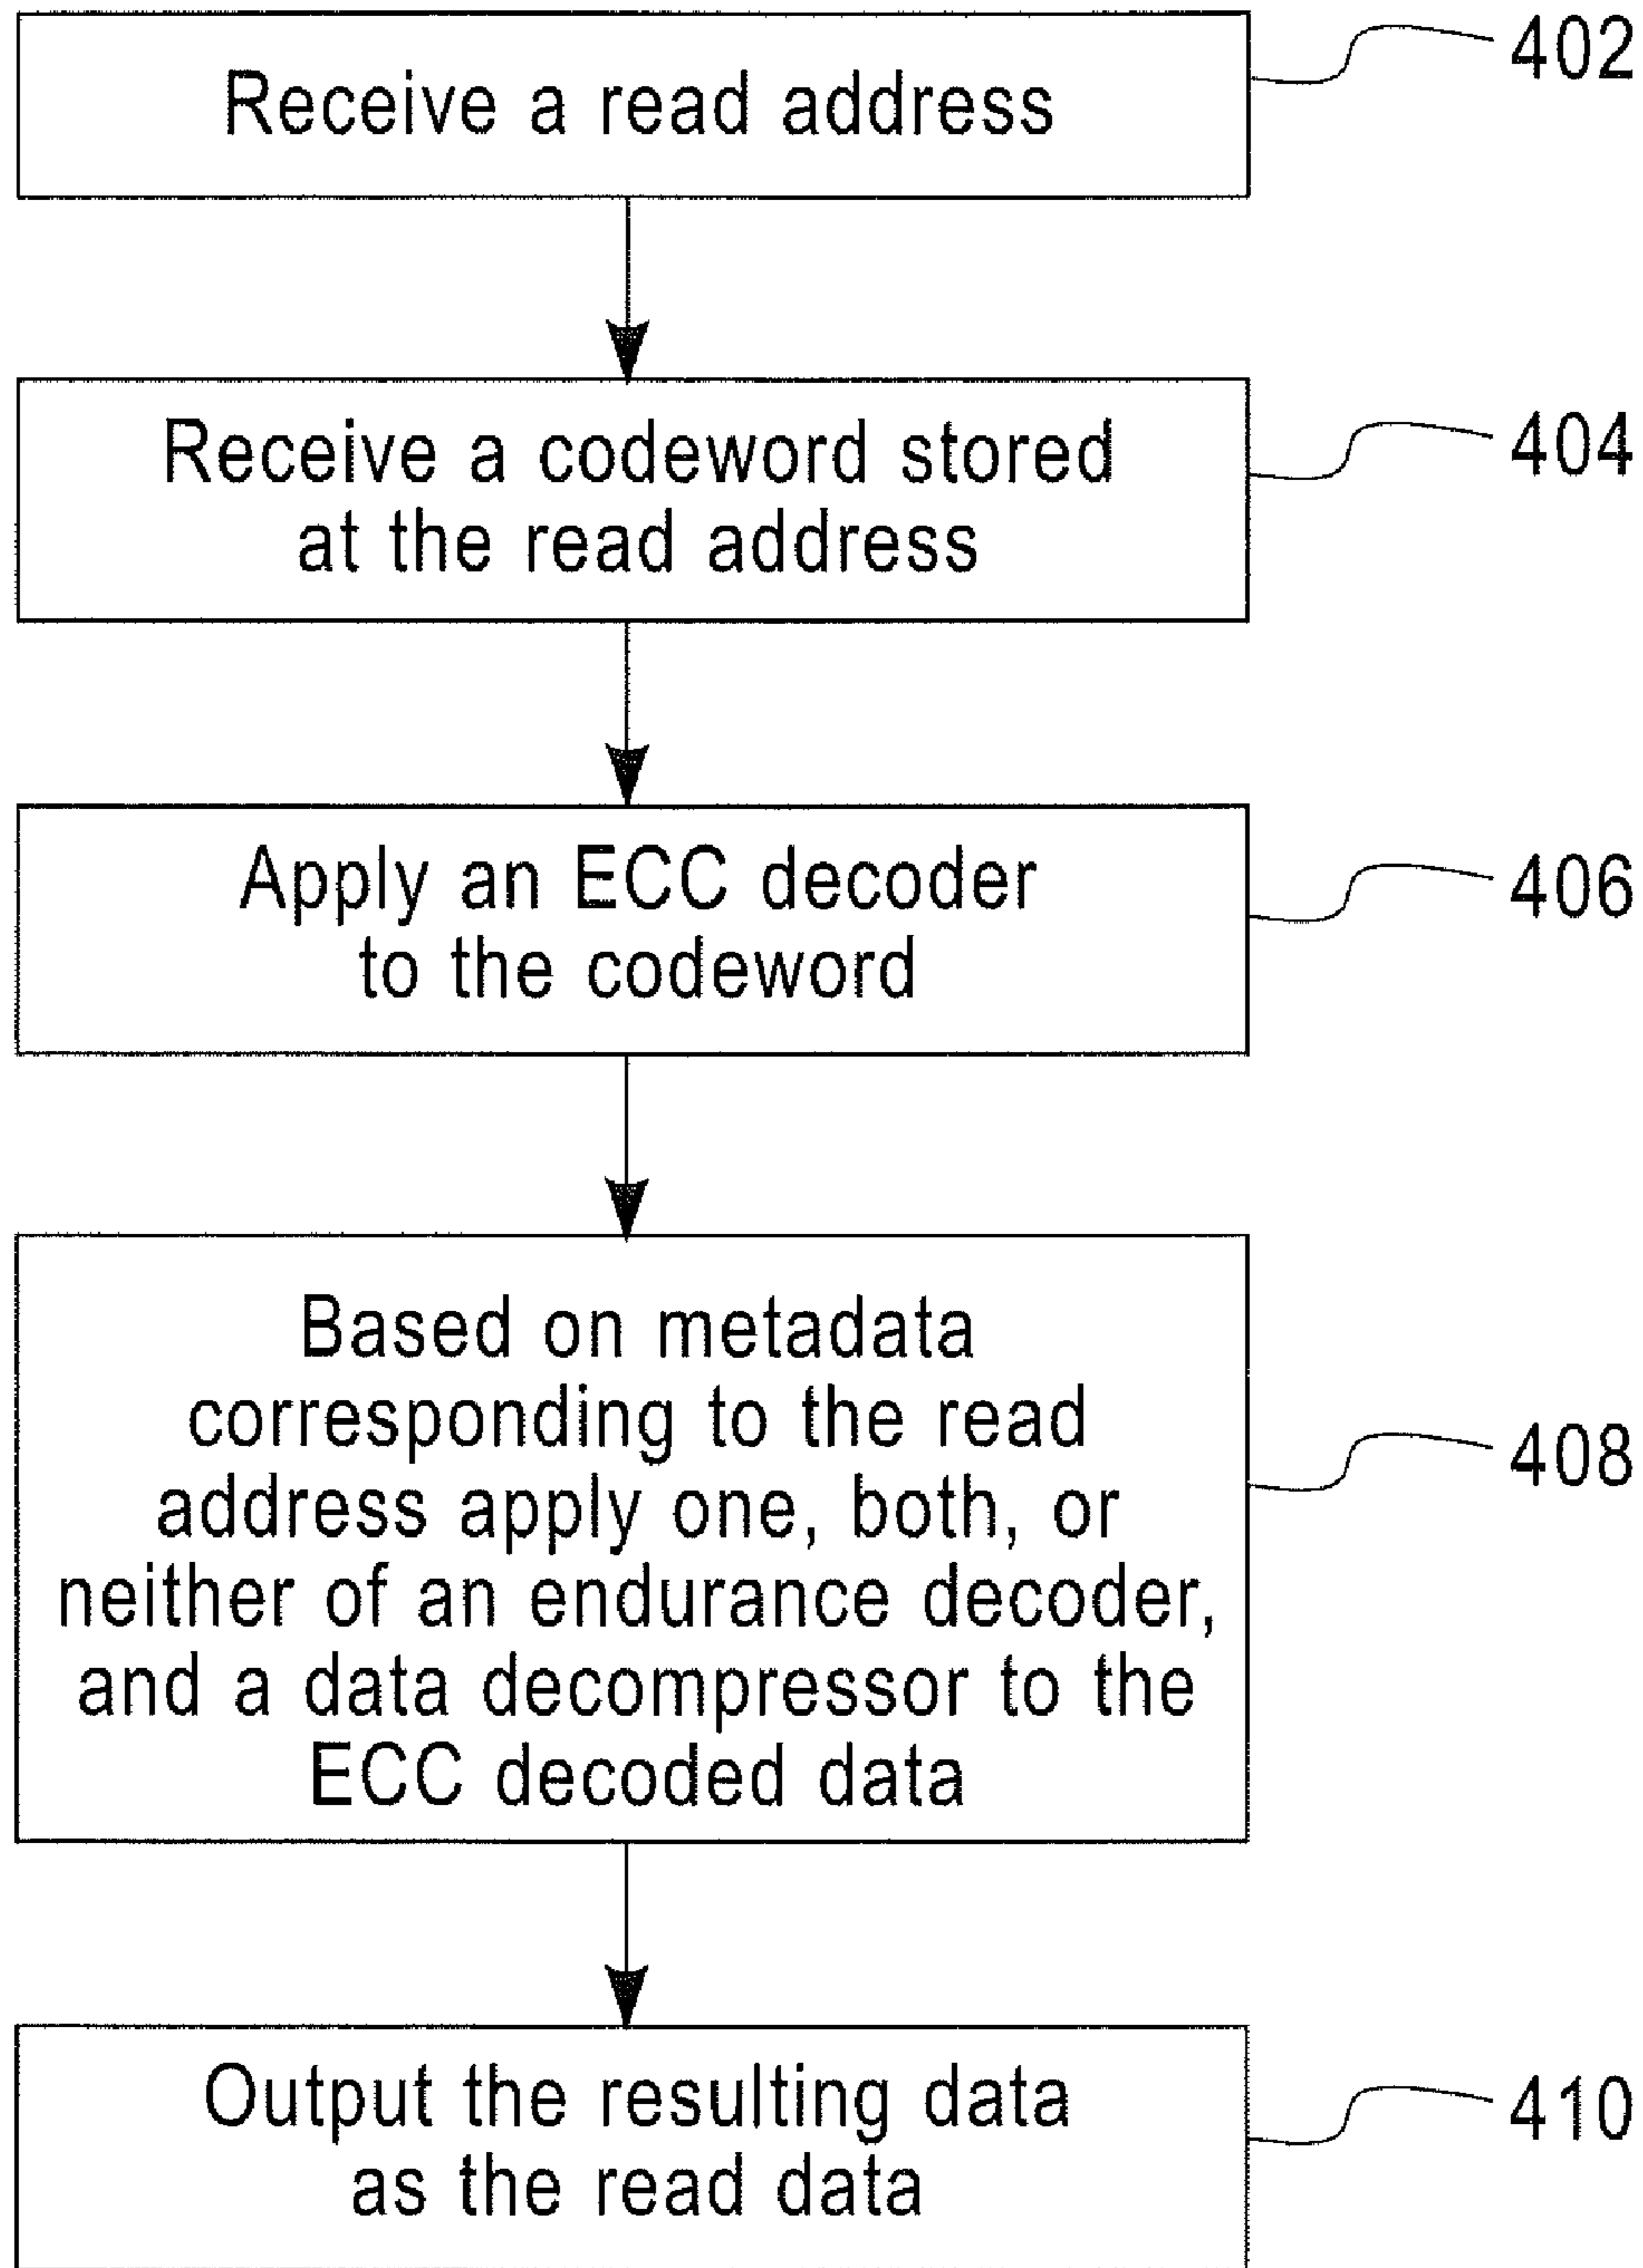 Receive a read address
402
Receive a codeword stored
at the read address
404
Apply an ECC decoder
to the codeword
406
Based on metadata
corresponding to the read
address apply one, both, or
neither of an endurance decoder,
and a data decompressor to the
ECC decoded data
408
Output the resulting data
as the read data
410